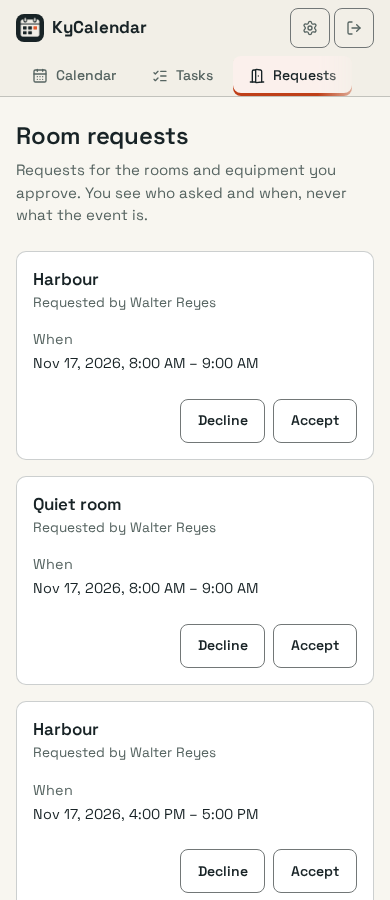 KyCalendar
Calendar
Tasks
Requests
Room requests
Requests for the rooms and equipment you
approve. You see who asked and when, never
what the event is.
Harbour
Requested by Walter Reyes
When
Nov 17, 2026, 8:00 AM – 9:00 AM
Decline
Accept
Quiet room
Requested by Walter Reyes
When
Nov 17, 2026, 8:00 AM – 9:00 AM
Decline
Accept
Harbour
Requested by Walter Reyes
When
Nov 17, 2026, 4:00 PM – 5:00 PM
Decline
Accept